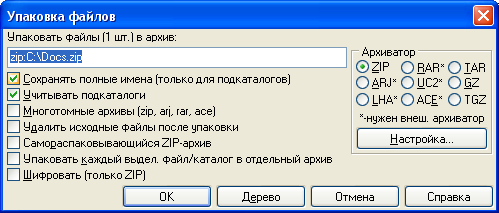 Упаковка файлов
Упаковать файлы (1 шт.) в архив:
zip:C:\Docs.zip
Сохранять полные имена (только для подкаталогов)
Учитывать подкаталоги
Многотомные архивы (zip, arj, rar, ace)
Удалить исходные файлы после упаковки
Самораспаковывающийся ZIP-архив
Упаковать каждый выдел. файл/каталог в отдельный архив
Шифровать (только ZIP)
Архиватор
ZIP RAR* TAR
ARJ* UC2* GZ
LHA* ACE* TGZ
*-нужен внеш. архиватор
Настройка...
OK Дерево Отмена Справка